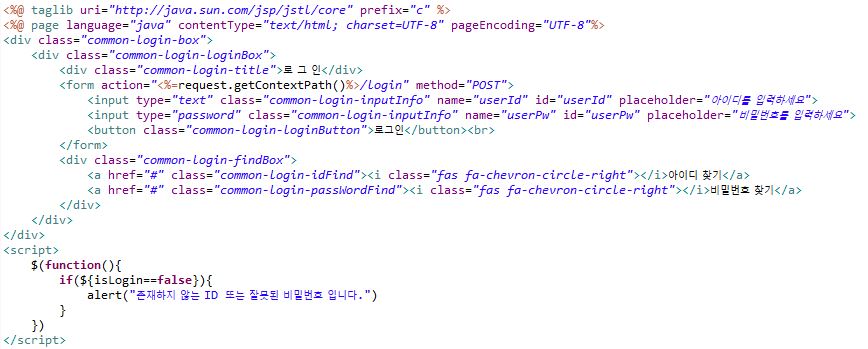 <%@ taglib uri="http://java.sun.com/jsp/jstl/core" prefix="c" %>
<%@ page language="java" contentType="text/html; charset=UTF-8" pageEncoding="UTF-8"%>
<div class="common-login-box">
    <div class="common-login-loginBox">
        <div class="common-login-title">로 그 인</div>
        <form action="<%=request.getContextPath()%>/login" method="POST">
            <input type="text" class="common-login-inputInfo" name="userId" id="userId" placeholder="아이디를 입력하세요">
            <input type="password" class="common-login-inputInfo" name="userPw" id="userPw" placeholder="비밀번호를 입력하세요">
            <button class="common-login-loginButton">로그인</button><br>
        </form>
        <div class="common-login-findBox">
            <a href="#" class="common-login-idFind"><i class="fas fa-chevron-circle-right"></i>아이디 찾기</a>
            <a href="#" class="common-login-passWordFind"><i class="fas fa-chevron-circle-right"></i>비밀번호 찾기</a>
        </div>
    </div>
</div>
<script>
    $(function(){
        if(${isLogin==false}){
            alert("존재하지 않는 ID 또는 잘못된 비밀번호 입니다.")
        }
    })
</script>